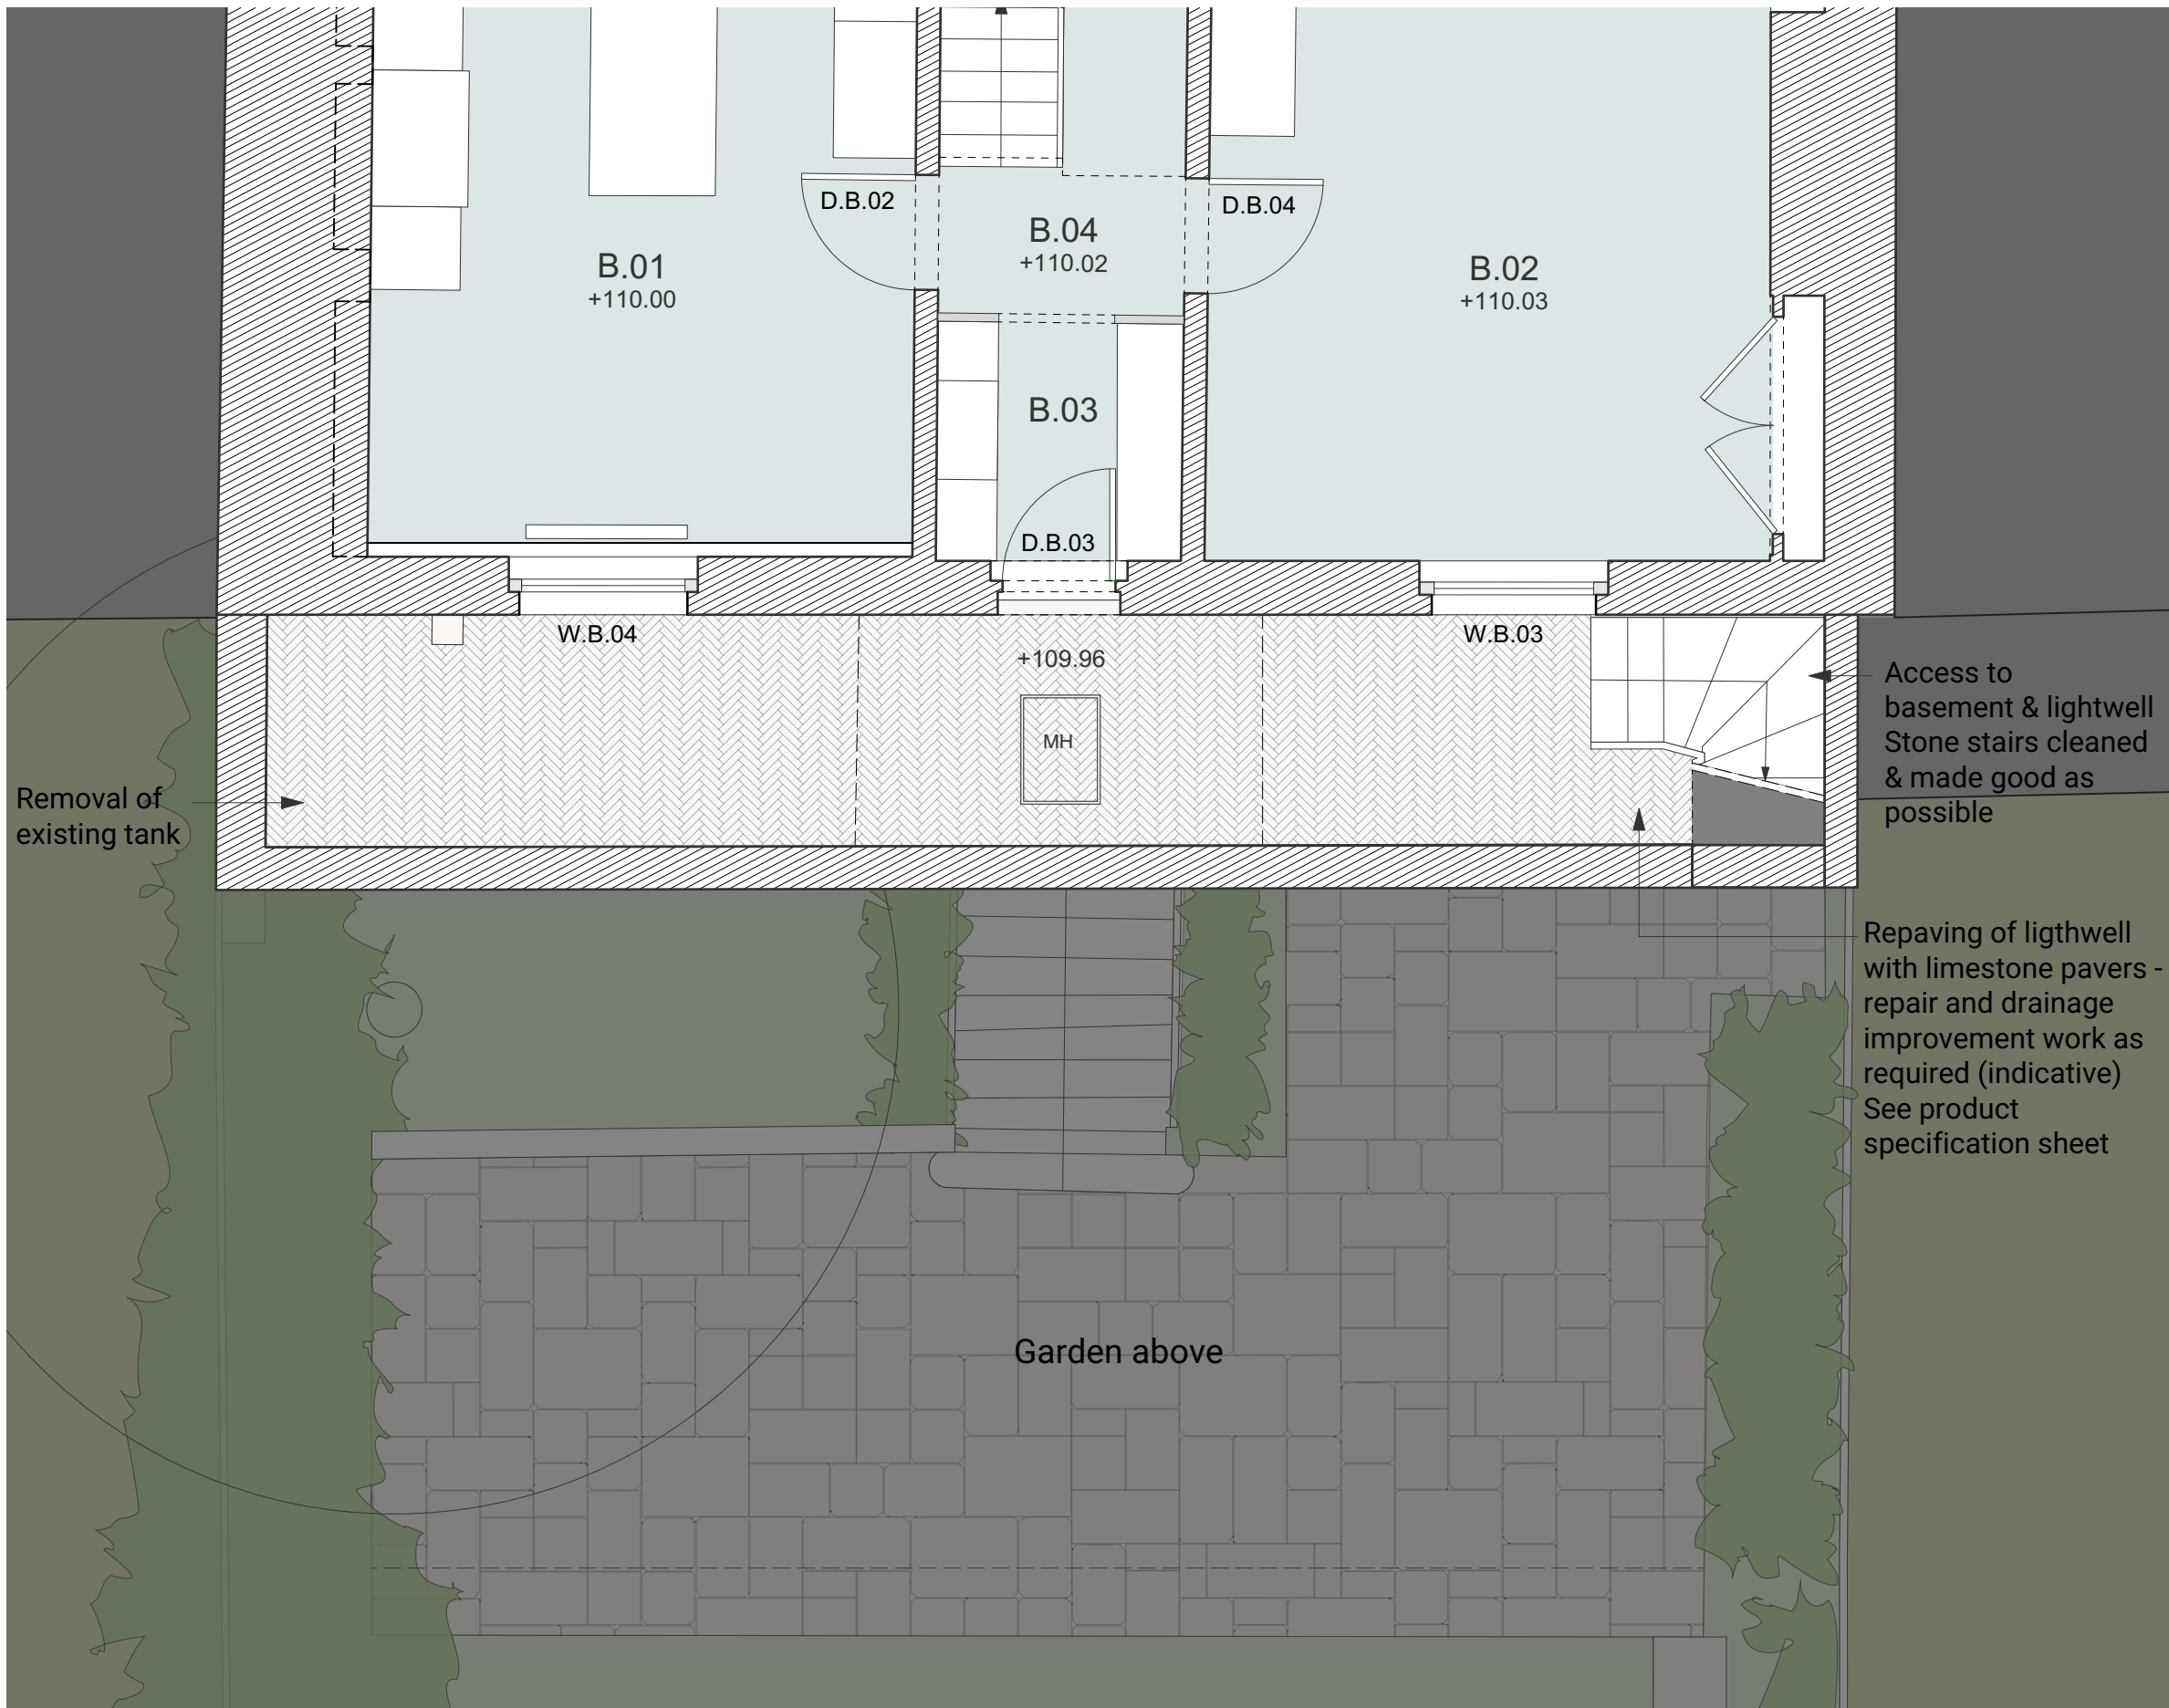 D.B.02
D.B.04
B.04
+110.02
B.01
+110.00
B.02
+110.03
B.03
D.B.03
W.B.04
W.B.03
+109.96
MH
Access to
basement & lightwell
Stone stairs cleaned
& made good as
possible
Removal of
existing tank
Repaving of ligthwell
with limestone pavers -
repair and drainage
improvement work as
required (indicative)
See product
specification sheet
Garden above